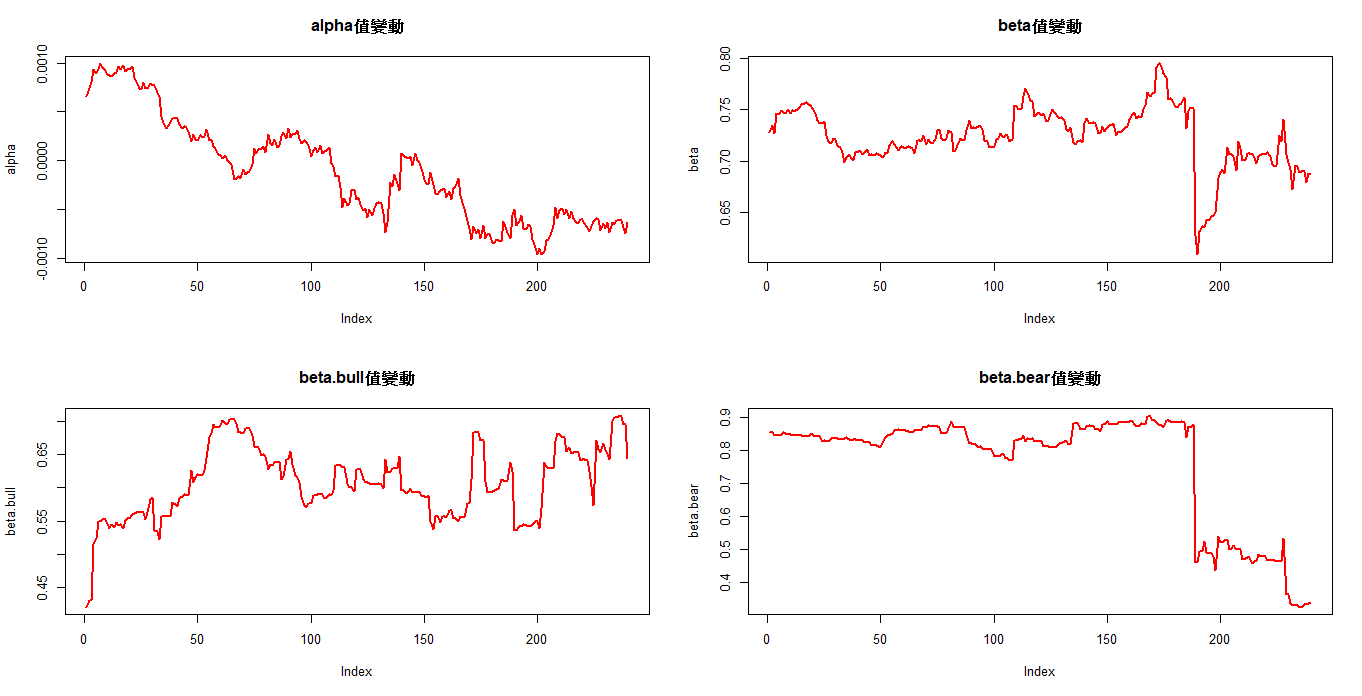 alpha值變動
alpha
0.0010
0.0000
-0.0010
0 50 100 150 200
Index
beta值變動
beta
0.80
0.75
0.70
0.65
0 50 100 150 200
Index
beta.bull值變動
beta.bull
0.65
0.55
0.45
0 50 100 150 200
Index
beta.bear值變動
beta.bear
0.9
0.8
0.7
0.6
0.5
0.4
0 50 100 150 200
Index